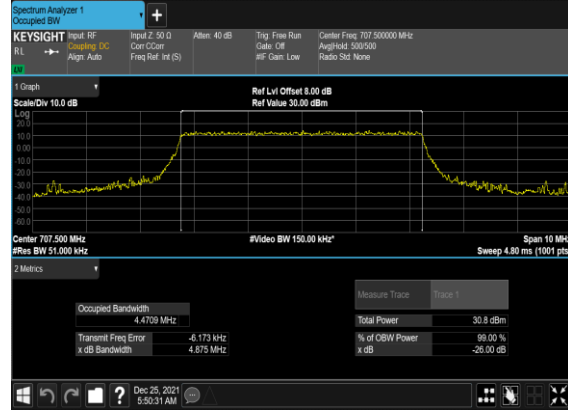 Spectrum Analyzer 1
Occupied BW
+
KEYSIGHT Input: RF Input Z: 50 Ω Atten: 40 dB Trig: Free Run Center Freq: 707.500000 MHz
RL Coupling: DC Corr CCorr Gate: Off Avg|Hold: 500/500
Align: Auto Freq Ref: Int (S) #IF Gain: Low Radio Std: None
1 Graph
Ref Lvl Offset 8.00 dB
Scale/Div 10.0 dB Ref Value 30.00 dBm
Log
20.0
10.0
0.00
-10.0
-20.0
-30.0
-40.0
-50.0
-60.0
Center 707.500 MHz #Video BW 150.00 kHz* Span 10 MHz
#Res BW 51.000 kHz Sweep 4.80 ms (1001 pts
2 Metrics
Measure Trace Trace 1
Occupied Bandwidth
4.4709 MHz Total Power 30.8 dBm
Transmit Freq Error -6.173 kHz % of OBW Power 99.00 %
x dB Bandwidth 4.875 MHz x dB -26.00 dB
? Dec 25, 2021
5:50:31 AM